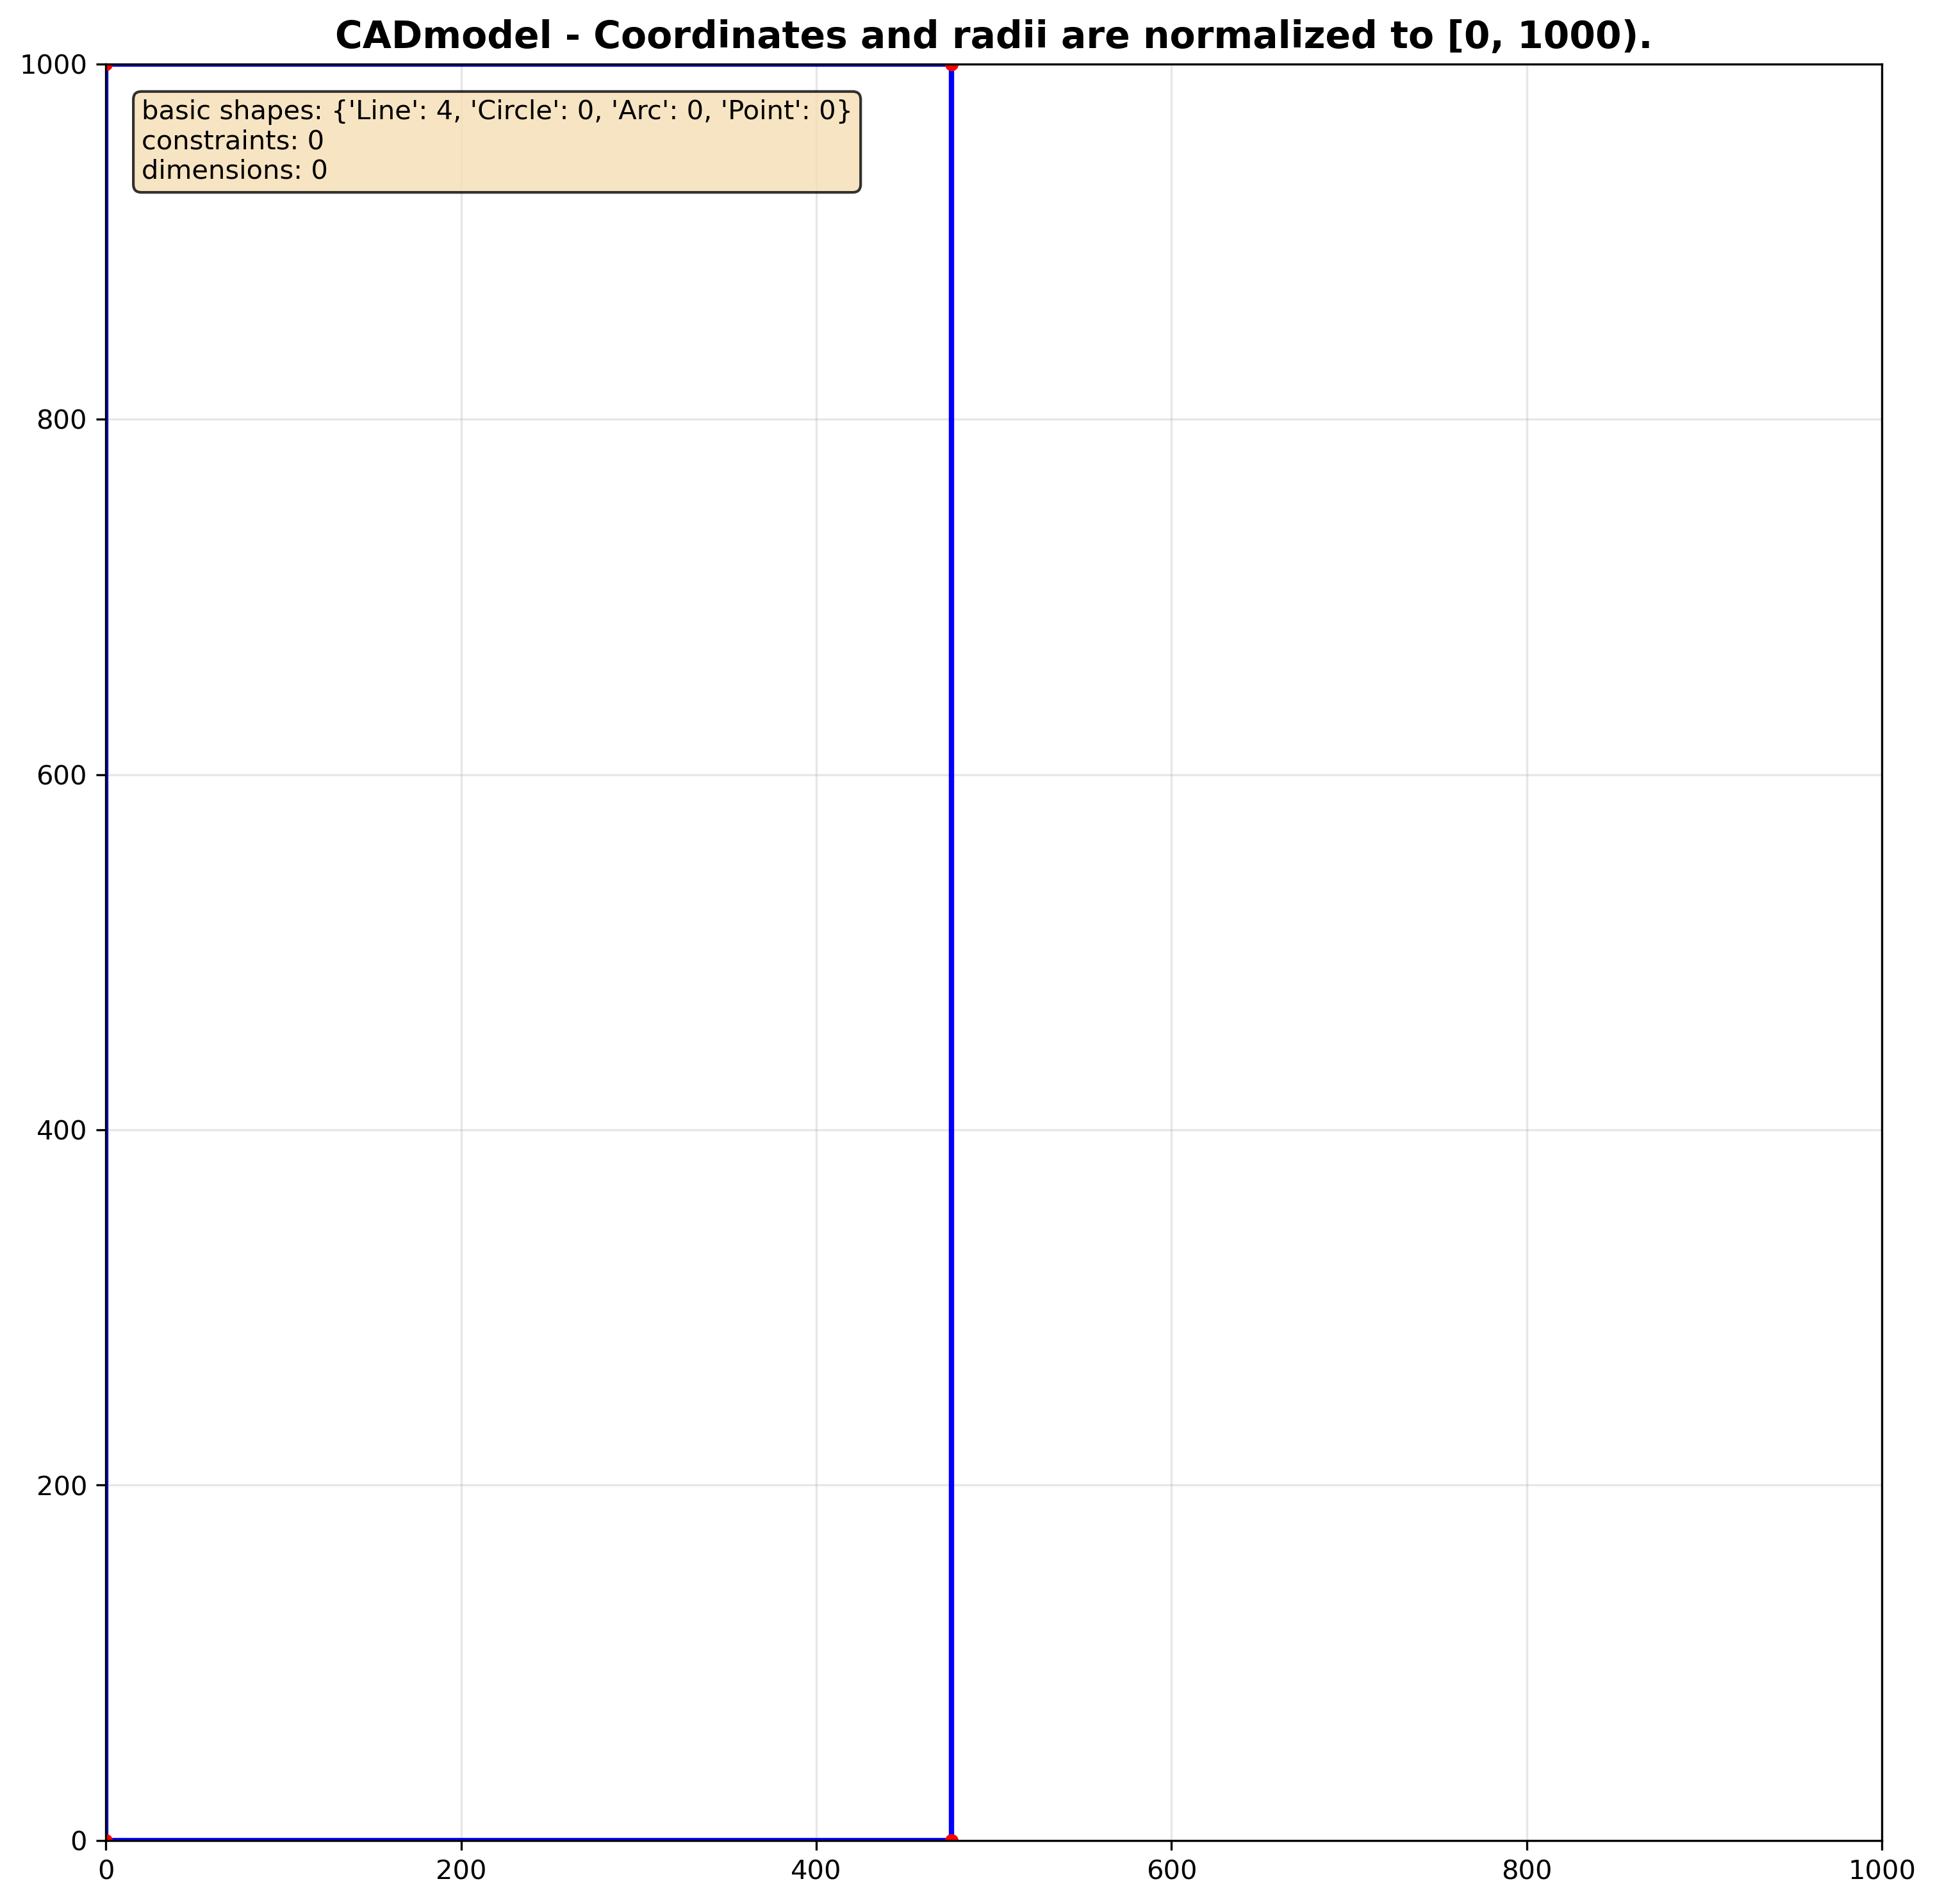 CADmodel - Coordinates and radii are normalized to [0, 1000).
1000
basic shapes: {'Line': 4, 'Circle': 0, 'Arc': 0, 'Point': 0}
constraints: 0
dimensions: 0
800
600
400
200
0
0 200 400 600 800 1000